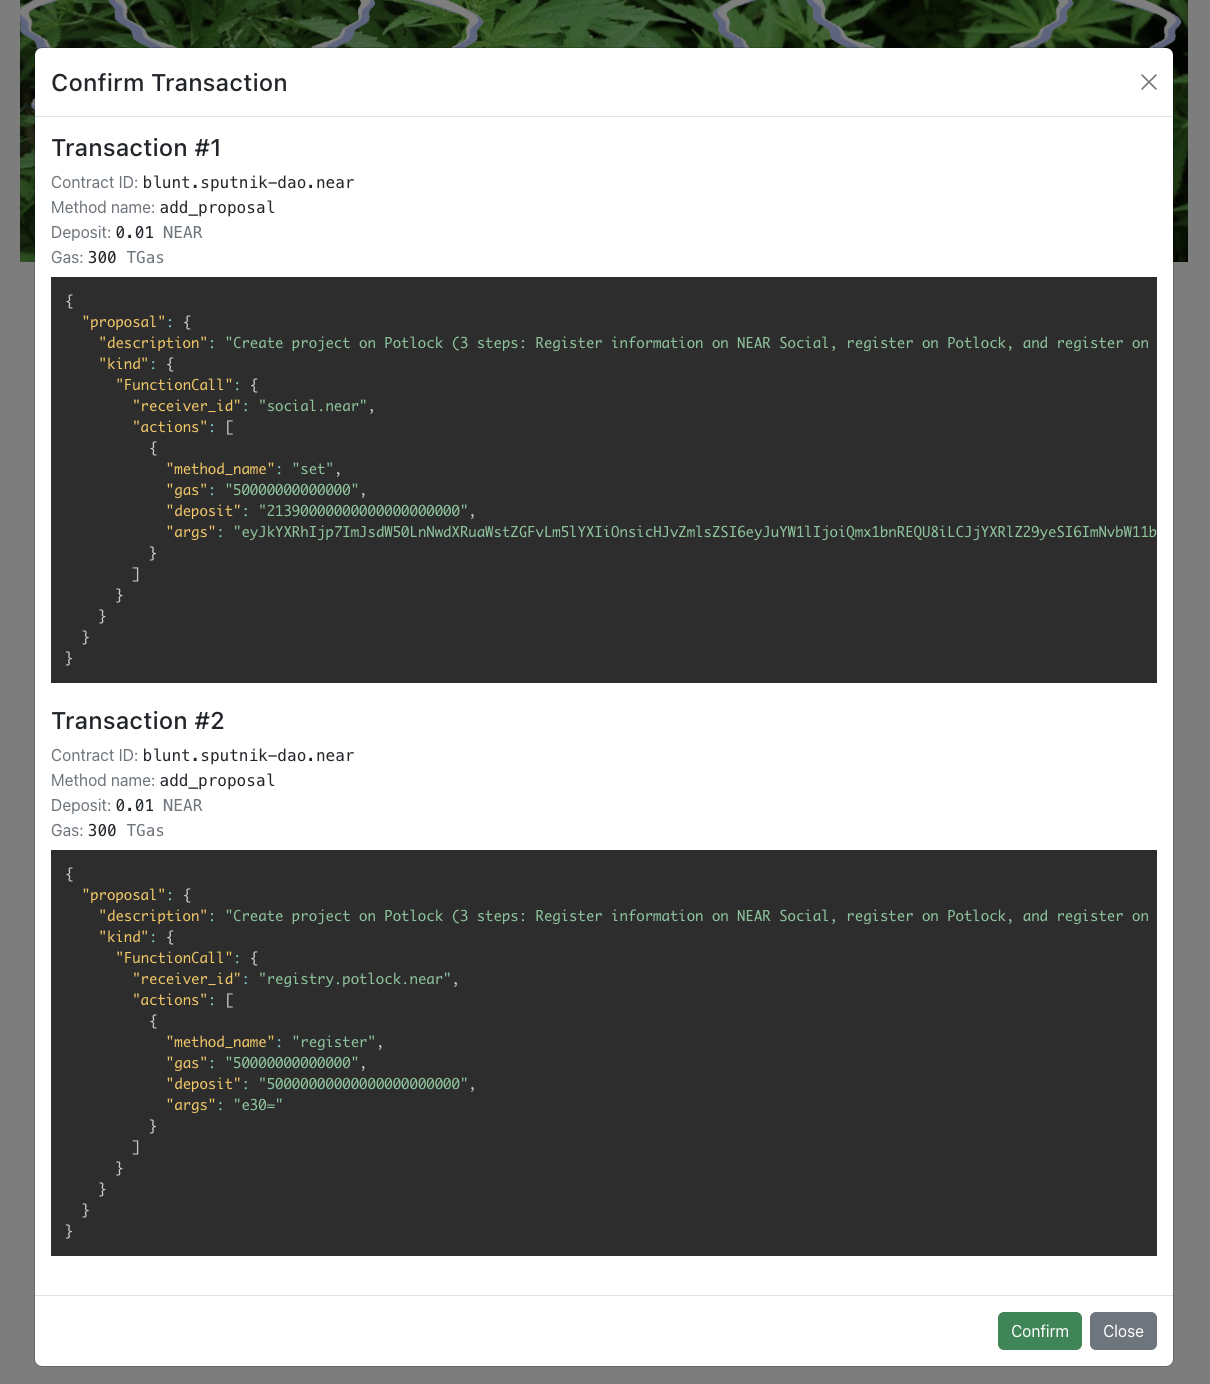 Confirm Transaction
Transaction #1
Contract ID: blunt.sputnik-dao.near
Method name: add_proposal
Deposit: 0.01 NEAR
Gas: 300 TGas
{
"proposal": {
"description": "Create project on Potlock (3 steps: Register information on NEAR Social, register on Potlock, and register on
"kind": {
"FunctionCall": {
"receiver_id": "social.near",
"actions": [
{
"method_name": "set",
"gas": "50000000000000",
"deposit": "21390000000000000000000",
"args": "eyJkYXRhIjp7ImJsdW50LnNwdXRuaWstZGFvLm5lYXIiOnsicHJvZmlsZSI6eyJuYW1lIjoiQmx1bnREQU8iLCJjYXRlZ29yeSI6ImNvbW11b
}
]
}
}
}
}
Transaction #2
Contract ID: blunt.sputnik-dao.near
Method name: add_proposal
Deposit: 0.01 NEAR
Gas: 300 TGas
{
"proposal": {
"description": "Create project on Potlock (3 steps: Register information on NEAR Social, register on Potlock, and register on
"kind": {
"FunctionCall": {
"receiver_id": "registry.potlock.near",
"actions": [
{
"method_name": "register",
"gas": "50000000000000",
"deposit": "50000000000000000000000",
"args": "e30="
}
]
}
}
}
}
Confirm
Close